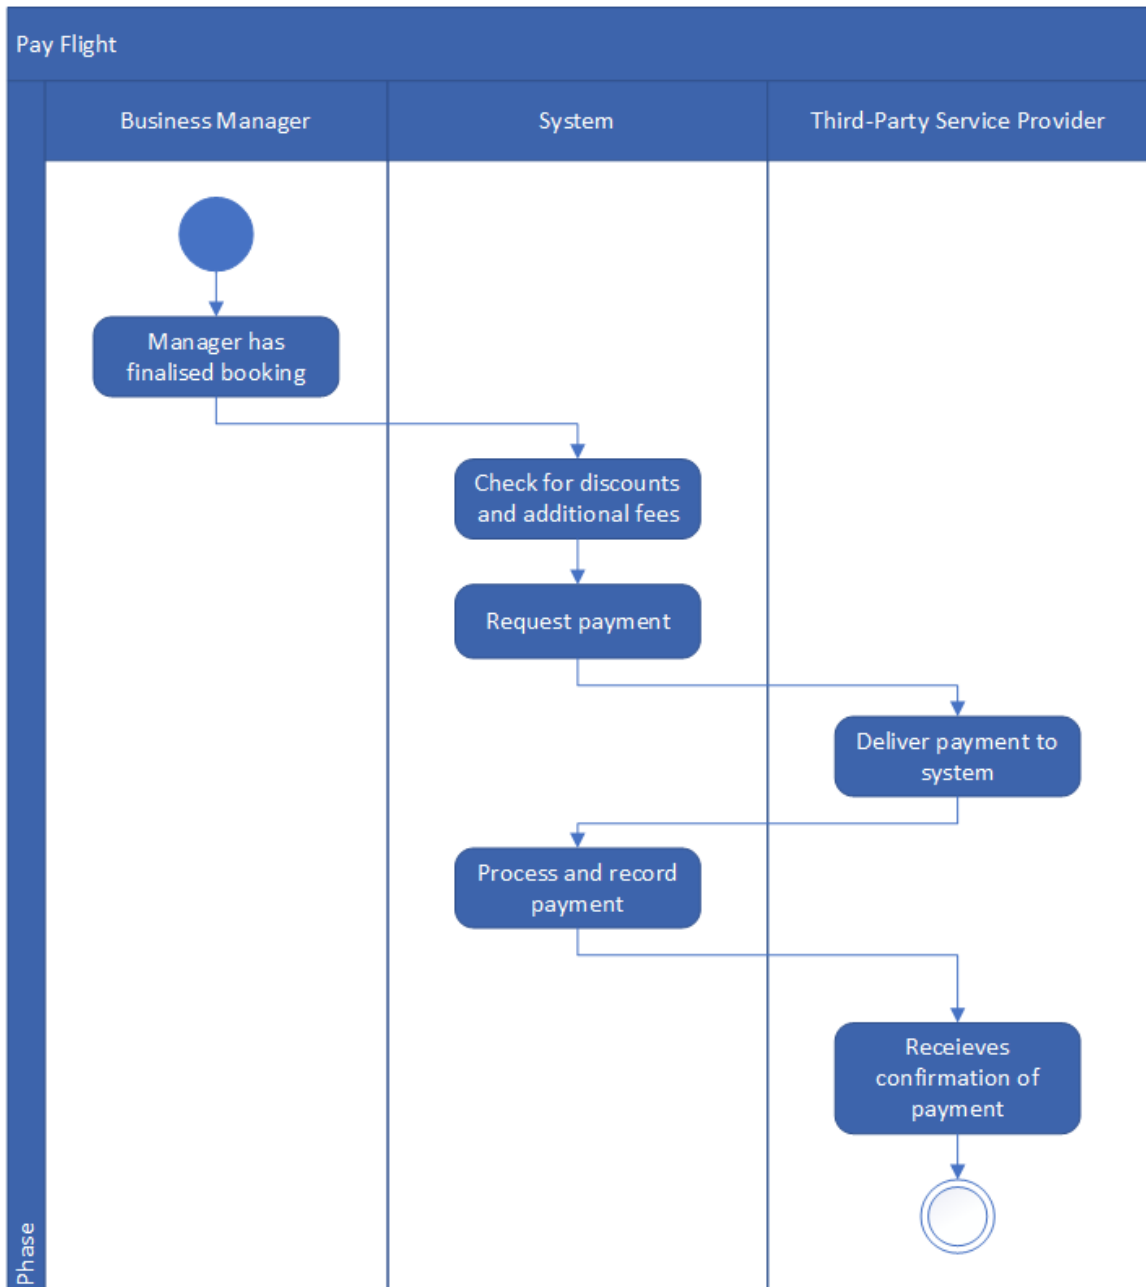 Pay Flight
Business Manager
System
Third-Party Service Provider
Manager has
finalised booking
Check for discounts
and additional fees
Request payment
Deliver payment to
system
Process and record
payment
Receieves
confirmation of
payment
Phase